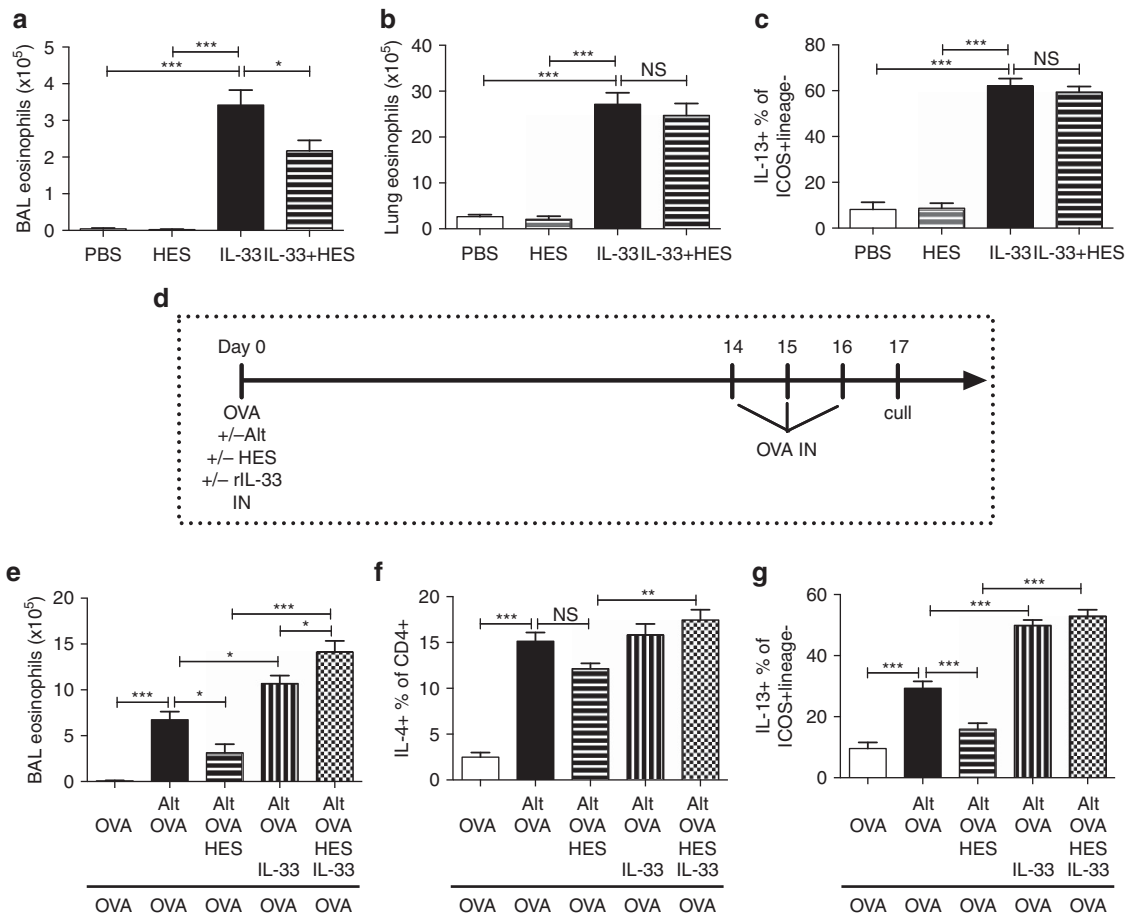 a
BAL eosinophils (x10⁵)
5
4
3
2
1
0
***
***
*
PBS HES IL-33 IL-33+HES
b
Lung eosinophils (x10⁵)
40
30
20
10
0
***
***
NS
PBS HES IL-33 IL-33+HES
c
IL-13+ % of
ICOS+lineage-
80
60
40
20
0
***
***
NS
PBS HES IL-33 IL-33+HES
d
Day 0 14 15 16 17
OVA
+/–Alt
+/– HES
+/– rIL-33
IN
OVA IN
cull
e
BAL eosinophils (x10⁵)
20
15
10
5
0
***
*
*
*
***
Alt Alt Alt Alt
OVA OVA OVA OVA OVA
HES HES
IL-33 IL-33
OVA OVA OVA OVA OVA
f
IL-4+ % of CD4+
20
15
10
5
0
***
NS
**
Alt Alt Alt Alt
OVA OVA OVA OVA OVA
HES HES
IL-33 IL-33
OVA OVA OVA OVA OVA
g
IL-13+ % of
ICOS+lineage-
60
40
20
0
***
***
***
***
Alt Alt Alt Alt
OVA OVA OVA OVA OVA
HES HES
IL-33 IL-33
OVA OVA OVA OVA OVA